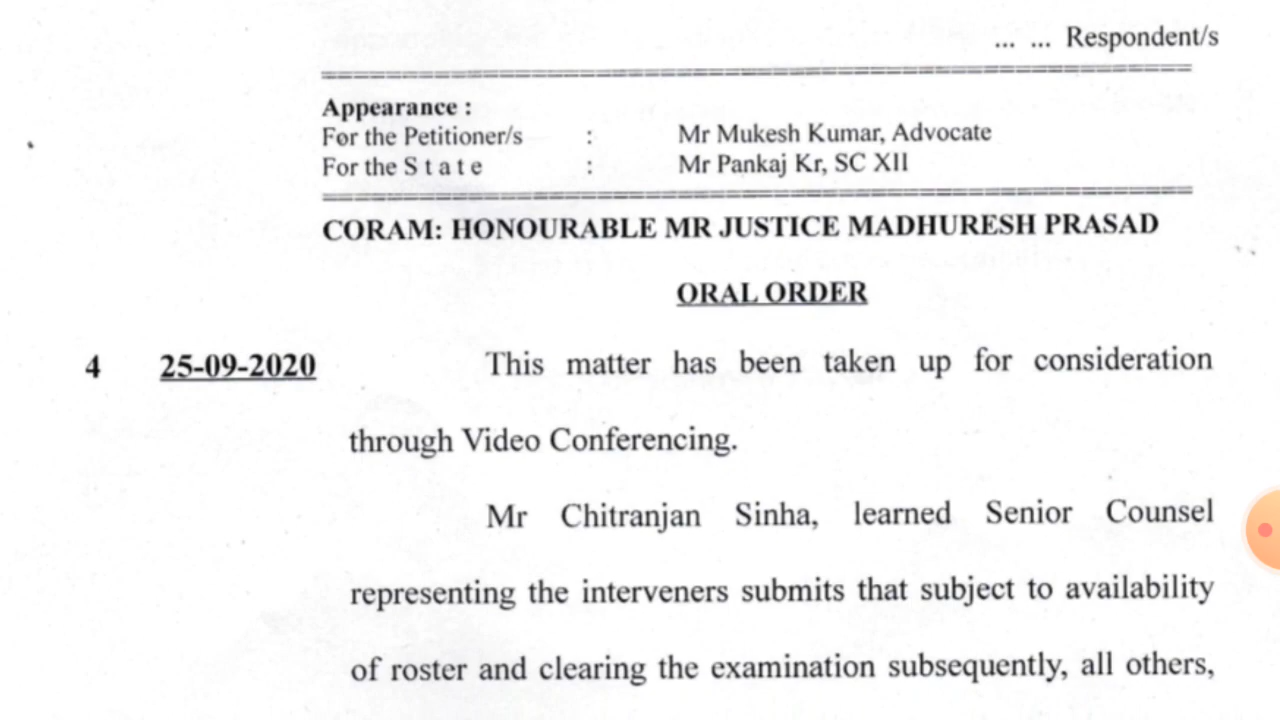 ... ... Respondent/s
Appearance :
For the Petitioner/s : Mr Mukesh Kumar, Advocate
For the S t a t e : Mr Pankaj Kr, SC XII
CORAM: HONOURABLE MR JUSTICE MADHURESH PRASAD
ORAL ORDER
4 25-09-2020 This matter has been taken up for consideration
through Video Conferencing.
Mr Chitranjan Sinha, learned Senior Counsel
representing the interveners submits that subject to availability
of roster and clearing the examination subsequently, all others,